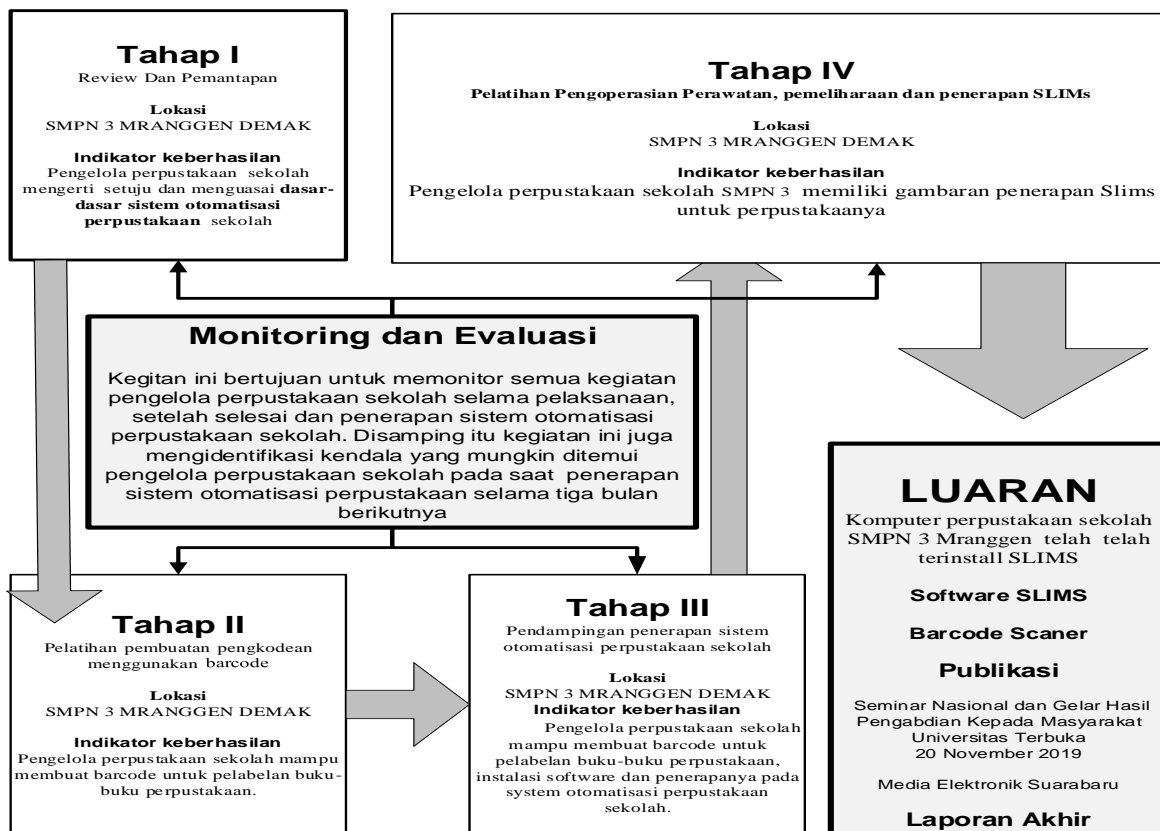 Tahap I
Review Dan Pemantapan
Lokasi
SMPN 3 MRANGGEN DEMAK
Indikator keberhasilan
Pengelola perpustakaan sekolah
mengerti setuju dan menguasai dasar-
dasar sistem otomatisasi
perpustakaan sekolah
Tahap IV
Pelatihan Pengoperasian Perawatan, pemeliharaan dan penerapan SLIMs
Lokasi
SMPN 3 MRANGGEN DEMAK
Indikator keberhasilan
Pengelola perpustakaan sekolah SMPN 3 memiliki gambaran penerapan Slims
untuk perpustakaanya
Monitoring dan Evaluasi
Kegitan ini bertujuan untuk memonitor semua kegiatan
pengelola perpustakaan sekolah selama pelaksanaan,
setelah selesai dan penerapan sistem otomatisasi
perpustakaan sekolah. Disamping itu kegiatan ini juga
mengidentifikasi kendala yang mungkin ditemui
pengelola perpustakaan sekolah pada saat penerapan
sistem otomatisasi perpustakaan selama tiga bulan
berikutnya
Tahap II
Pelatihan pembuatan pengkodean
menggunakan barcode
Lokasi
SMPN 3 MRANGGEN DEMAK
Indikator keberhasilan
Pengelola perpustakaan sekolah mampu
membuat barcode untuk pelabelan buku-
buku perpustakaan.
Tahap III
Pendampingan penerapan sistem
otomatisasi perpustakaan sekolah
Lokasi
SMPN 3 MRANGGEN DEMAK
Indikator keberhasilan
Pengelola perpustakaan sekolah
mampu membuat barcode untuk
pelabelan buku-buku perpustakaan,
instalasi software dan penerapanya pada
system otomatisasi perpustakaan
sekolah.
LUARAN
Komputer perpustakaan sekolah
SMPN 3 Mranggen telah telah
terinstall SLIMS
Software SLIMS
Barcode Scaner
Publikasi
Seminar Nasional dan Gelar Hasil
Pengabdian Kepada Masyarakat
Universitas Terbuka
20 November 2019
Media Elektronik Suarabaru
Laporan Akhir